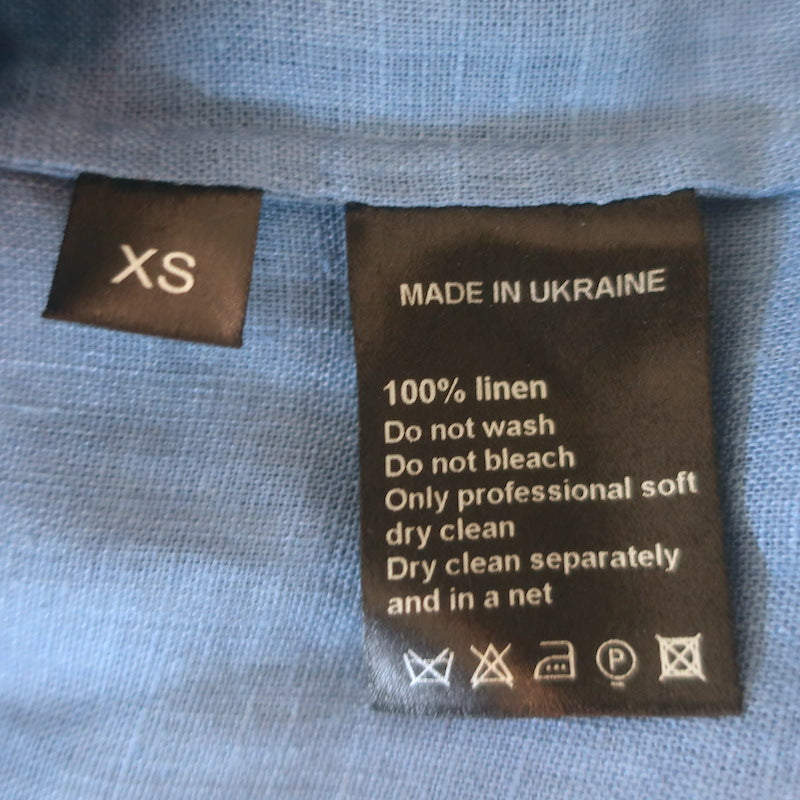 XS
MADE IN UKRAINE
100% linen
Do not wash
Do not bleach
Only professional soft
dry clean
Dry clean separately
and in a net
P